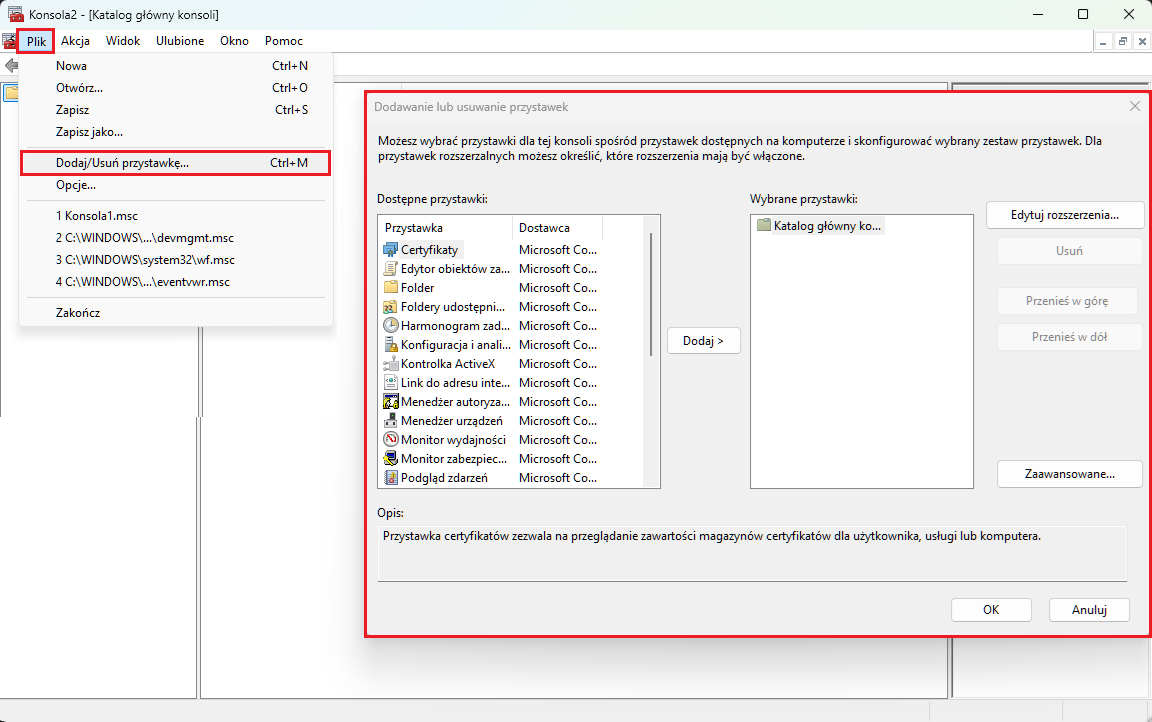 Konsola2 - [Katalog główny konsoli]
Plik Akcja Widok Ulubione Okno Pomoc
Nowa Ctrl+N
Otwórz... Ctrl+O
Zapisz Ctrl+S
Zapisz jako...
Dodaj/Usuń przystawkę... Ctrl+M
Opcje...
1 Konsola1.msc
2 C:\WINDOWS\...\devmgmt.msc
3 C:\WINDOWS\system32\wf.msc
4 C:\WINDOWS\...\eventvwr.msc
Zakończ
Dodawanie lub usuwanie przystawek
Możesz wybrać przystawki dla tej konsoli spośród przystawek dostępnych na komputerze i skonfigurować wybrany zestaw przystawek. Dla
przystawek rozszerzalnych możesz określić, które rozszerzenia mają być włączone.
Dostępne przystawki:
Przystawka Dostawca
Certyfikaty Microsoft Co...
Edytor obiektów za... Microsoft Co...
Folder Microsoft Co...
Foldery udostępni... Microsoft Co...
Harmonogram zad... Microsoft Co...
Konfiguracja i anali... Microsoft Co...
Kontrolka ActiveX Microsoft Co...
Link do adresu inte... Microsoft Co...
Menedżer autoryza... Microsoft Co...
Menedżer urządzeń Microsoft Co...
Monitor wydajności Microsoft Co...
Monitor zabezpiec... Microsoft Co...
Podgląd zdarzeń Microsoft Co...
Dodaj >
Wybrane przystawki:
Katalog główny ko...
Edytuj rozszerzenia...
Usuń
Przenieś w górę
Przenieś w dół
Zaawansowane...
Opis:
Przystawka certyfikatów zezwala na przeglądanie zawartości magazynów certyfikatów dla użytkownika, usługi lub komputera.
OK Anuluj